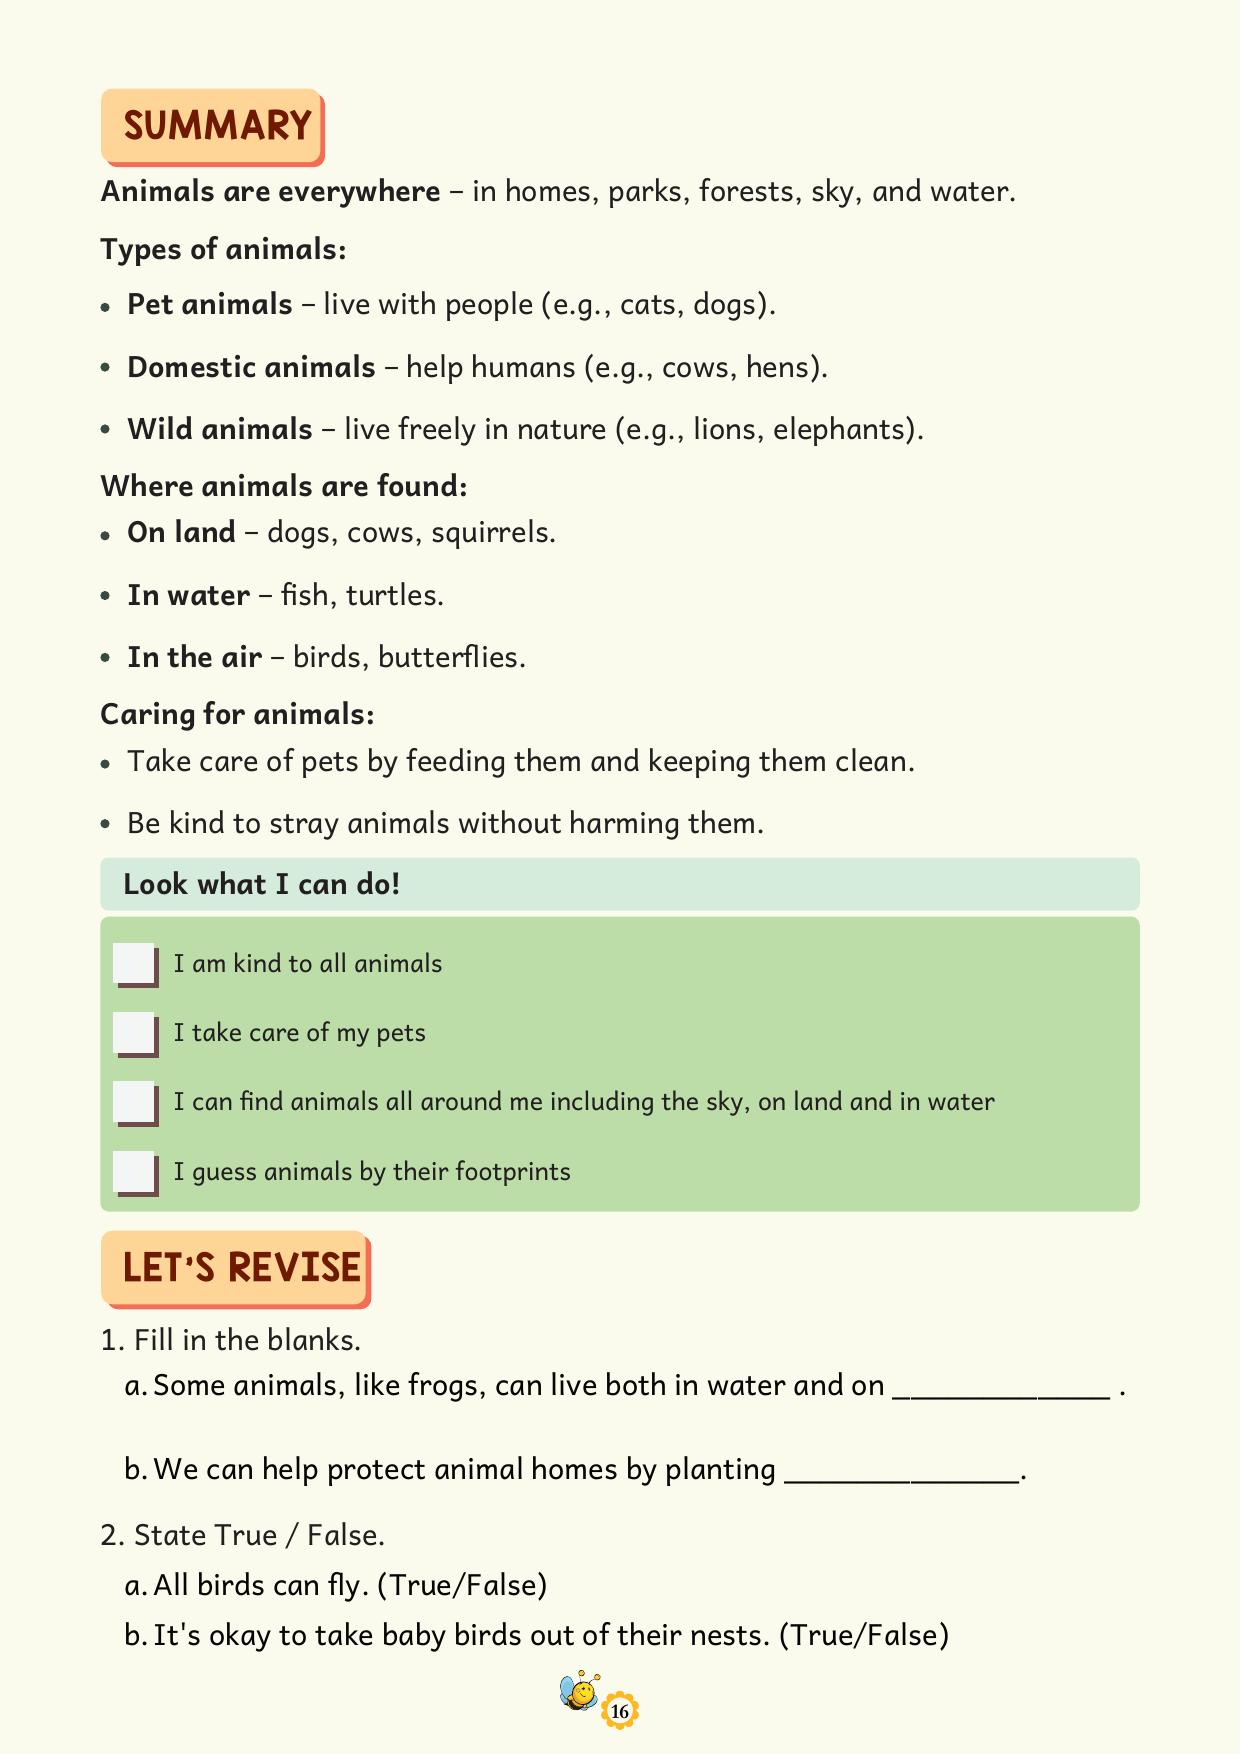 SUMMARY
Animals are everywhere – in homes, parks, forests, sky, and water.
Types of animals:
• Pet animals – live with people (e.g., cats, dogs).
• Domestic animals – help humans (e.g., cows, hens).
• Wild animals – live freely in nature (e.g., lions, elephants).
Where animals are found:
• On land – dogs, cows, squirrels.
• In water – fish, turtles.
• In the air – birds, butterflies.
Caring for animals:
• Take care of pets by feeding them and keeping them clean.
• Be kind to stray animals without harming them.
Look what I can do!
I am kind to all animals
I take care of my pets
I can find animals all around me including the sky, on land and in water
I guess animals by their footprints
LET'S REVISE
1. Fill in the blanks.
a. Some animals, like frogs, can live both in water and on ____________ .
b. We can help protect animal homes by planting _____________.
2. State True / False.
a. All birds can fly. (True/False)
b. It's okay to take baby birds out of their nests. (True/False)
16